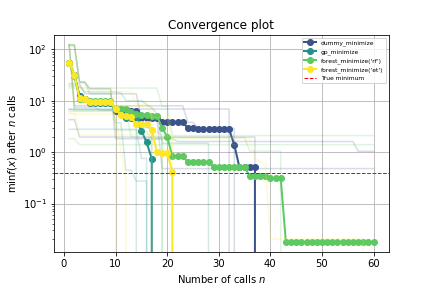 Convergence plot
dummy_minimize
gp_minimize
forest_minimize('rf')
forest_minimize('et')
True minimum
10²
10¹
10⁰
10⁻¹
min f(x) after n calls
0 10 20 30 40 50 60
Number of calls n